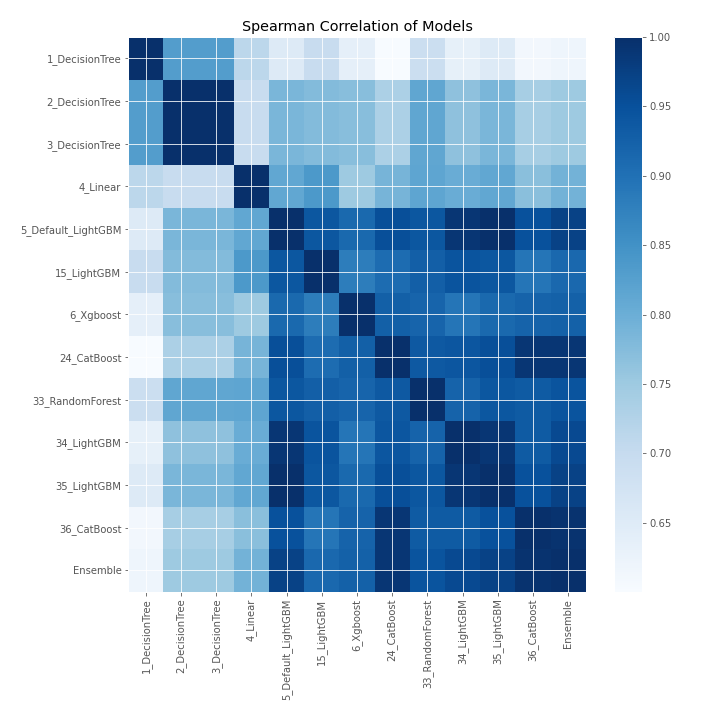 Spearman Correlation of Models
1_DecisionTree
2_DecisionTree
3_DecisionTree
4_Linear
5_Default_LightGBM
15_LightGBM
6_Xgboost
24_CatBoost
33_RandomForest
34_LightGBM
35_LightGBM
36_CatBoost
Ensemble
1_DecisionTree
2_DecisionTree
3_DecisionTree
4_Linear
5_Default_LightGBM
15_LightGBM
6_Xgboost
24_CatBoost
33_RandomForest
34_LightGBM
35_LightGBM
36_CatBoost
Ensemble
1.00
0.95
0.90
0.85
0.80
0.75
0.70
0.65